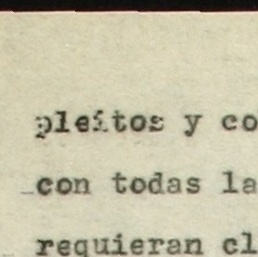 pleitos y co
con todas la
requieran cl